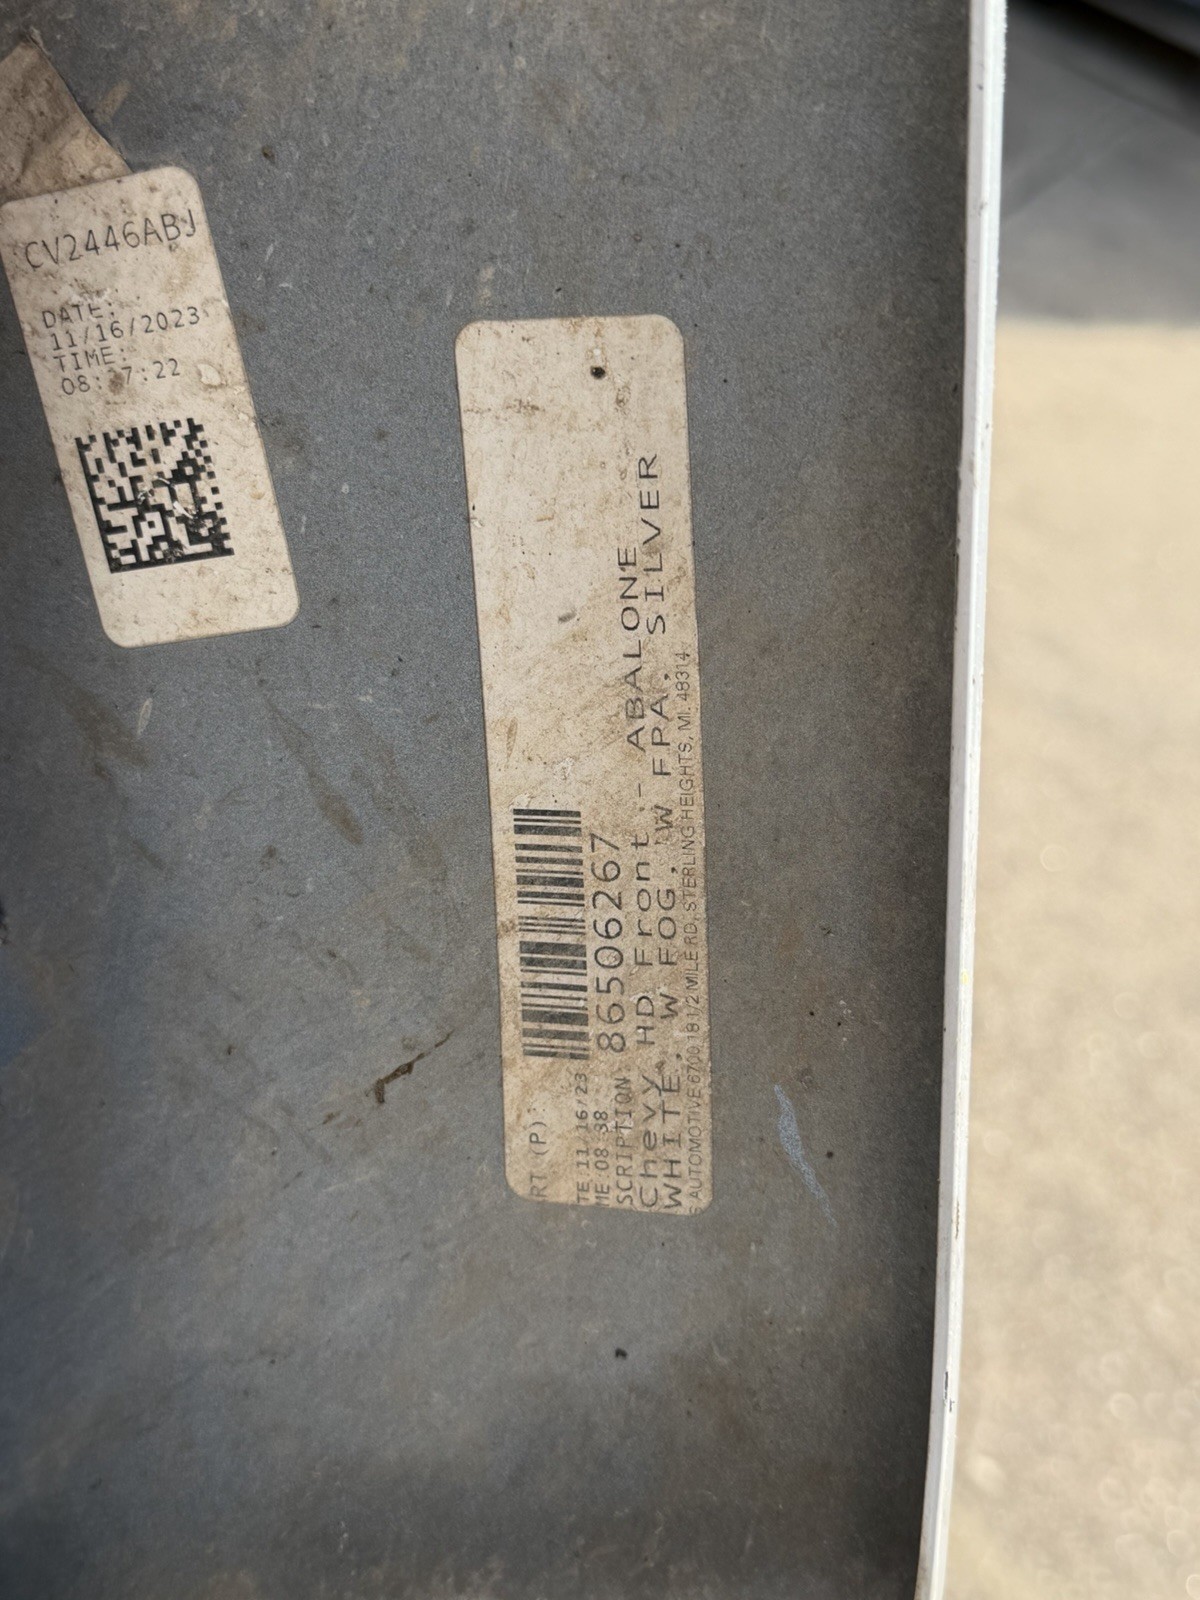 CV2446ABJ
DATE:
11/16/2023
TIME:
08: 7:22
RT (P):
TE 11/16/23
ME 08:38
SCRIPTION 86506267
Chevy HD Front - ABALONE
WHITE, W FOG, W FPA, SILVER
AUTOMOTIVE 6700 18 1/2 MILE RD, STERLING HEIGHTS, MI. 48314